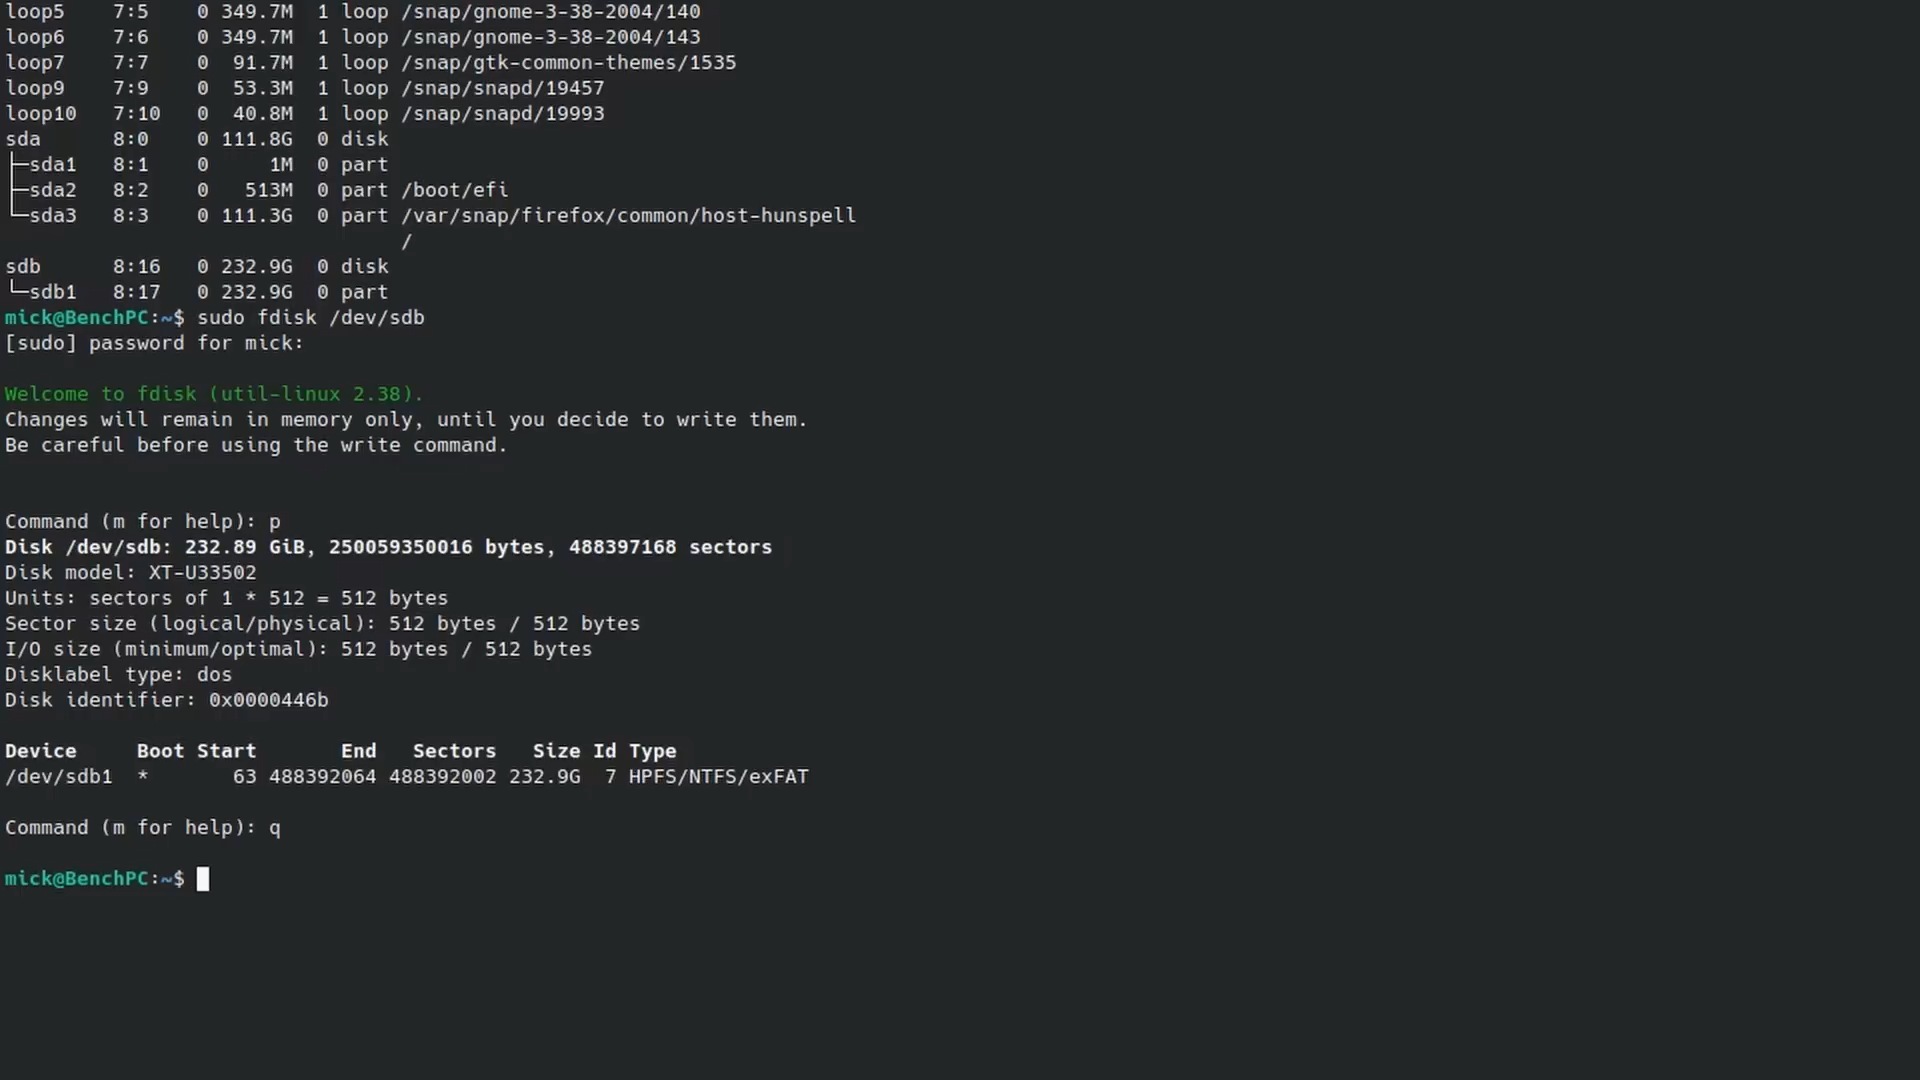 loop5    7:5    0 349.7M  1 loop /snap/gnome-3-38-2004/140
loop6    7:6    0 349.7M  1 loop /snap/gnome-3-38-2004/143
loop7    7:7    0  91.7M  1 loop /snap/gtk-common-themes/1535
loop9    7:9    0  53.3M  1 loop /snap/snapd/19457
loop10   7:10   0  40.8M  1 loop /snap/snapd/19993
sda      8:0    0 111.8G  0 disk
├─sda1   8:1    0     1M  0 part
├─sda2   8:2    0   513M  0 part /boot/efi
└─sda3   8:3    0 111.3G  0 part /var/snap/firefox/common/host-hunspell
                                 /
sdb      8:16   0 232.9G  0 disk
└─sdb1   8:17   0 232.9G  0 part
mick@BenchPC:~$ sudo fdisk /dev/sdb
[sudo] password for mick:
Welcome to fdisk (util-linux 2.38).
Changes will remain in memory only, until you decide to write them.
Be careful before using the write command.
Command (m for help): p
Disk /dev/sdb: 232.89 GiB, 250059350016 bytes, 488397168 sectors
Disk model: XT-U33502
Units: sectors of 1 * 512 = 512 bytes
Sector size (logical/physical): 512 bytes / 512 bytes
I/O size (minimum/optimal): 512 bytes / 512 bytes
Disklabel type: dos
Disk identifier: 0x0000446b
Device     Boot Start       End   Sectors   Size Id Type
/dev/sdb1  *       63 488392064 488392002 232.9G  7 HPFS/NTFS/exFAT
Command (m for help): q
mick@BenchPC:~$